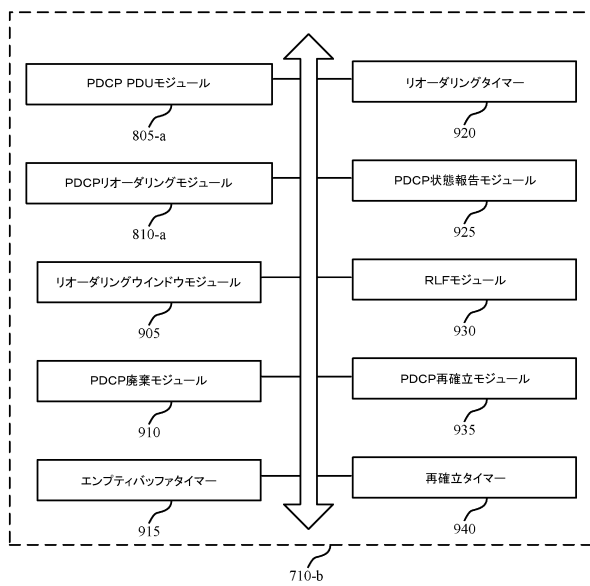 PDCP PDUモジュール
805-a
リオーダリングタイマー
920
PDCPリオーダリングモジュール
810-a
PDCP状態報告モジュール
925
リオーダリングウインドウモジュール
905
RLFモジュール
930
PDCP廃棄モジュール
910
PDCP再確立モジュール
935
エンプティバッファタイマー
915
再確立タイマー
940
710-b